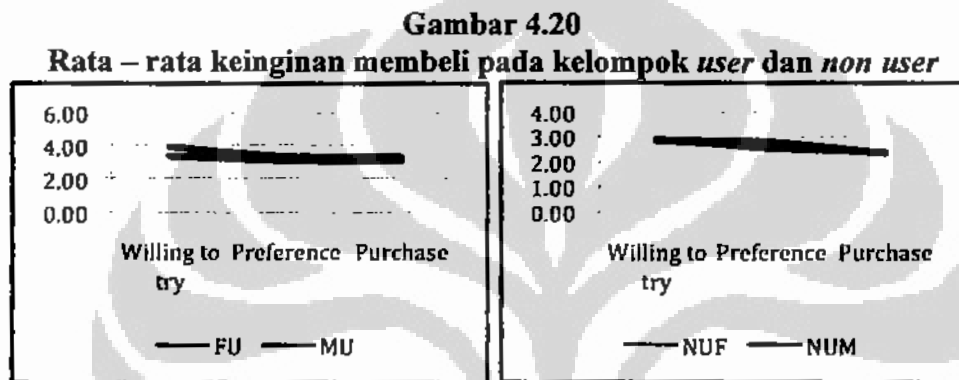 Gambar 4.20
Rata – rata keinginan membeli pada kelompok user dan non user
6.00
4.00
2.00
0.00
Willing to Preference Purchase
try
FU MU
4.00
3.00
2.00
1.00
0.00
Willing to Preference Purchase
try
NUF NUM